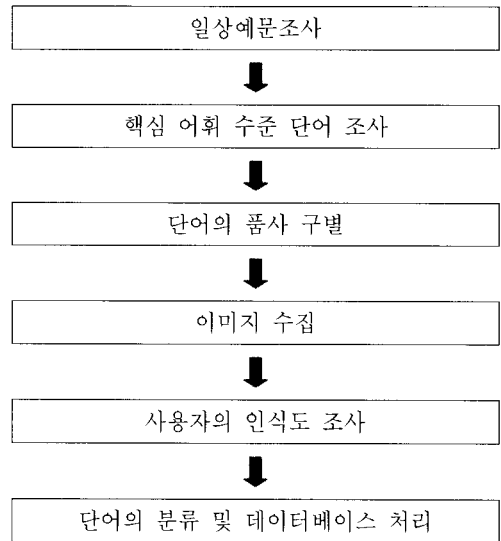 일상예문조사
핵심 어휘 수준 단어 조사
단어의 품사 구별
이미지 수집
사용자의 인식도 조사
단어의 분류 및 데이터베이스 처리